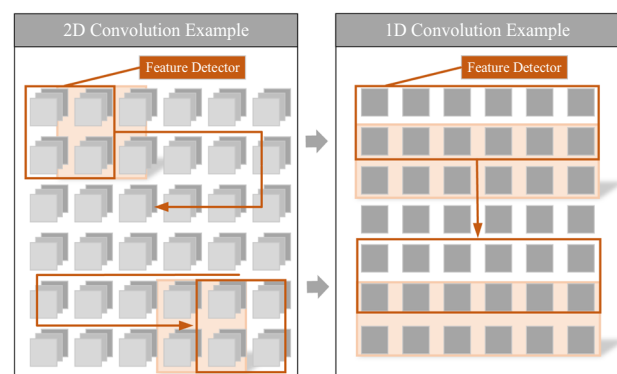 2D Convolution Example
Feature Detector
1D Convolution Example
Feature Detector